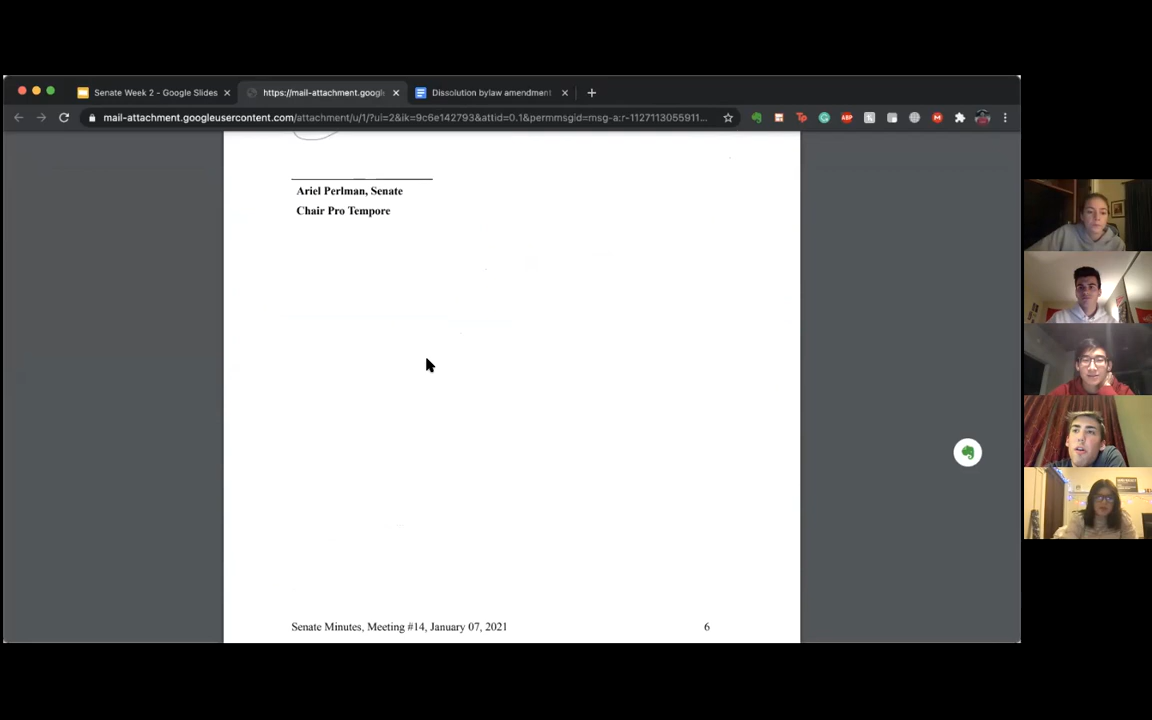 Senate Week 2 - Google Slides
https://mail-attachment.googl
Dissolution bylaw amendment
mail-attachment.googleusercontent.com/attachment/u/1/?ui=2&ik=9c6e142793&attid=0.1&permmsgid=msg-a:r-1127113055911...
ABP
Ariel Perlman, Senate
Chair Pro Tempore
Senate Minutes, Meeting #14, January 07, 2021
6